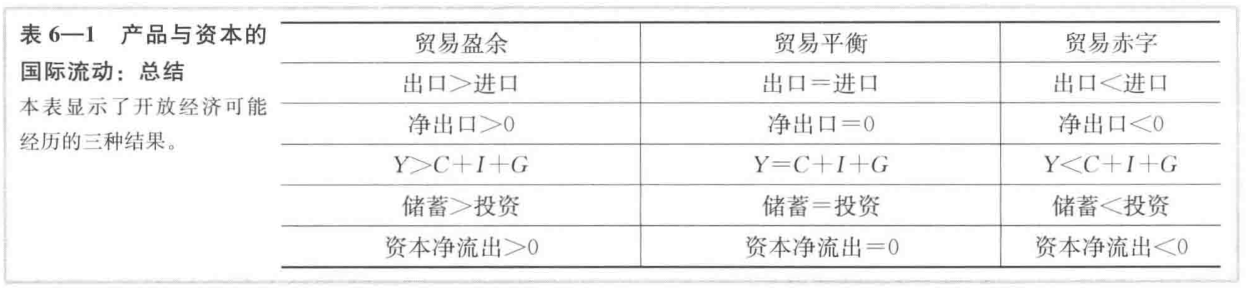 表 6—1 产品与资本的
国际流动：总结
本表显示了开放经济可能
经历的三种结果。
贸易盈余 贸易平衡 贸易赤字
出口＞进口 出口＝进口 出口＜进口
净出口＞0 净出口＝0 净出口＜0
Y＞C＋I＋G Y＝C＋I＋G Y＜C＋I＋G
储蓄＞投资 储蓄＝投资 储蓄＜投资
资本净流出＞0 资本净流出＝0 资本净流出＜0